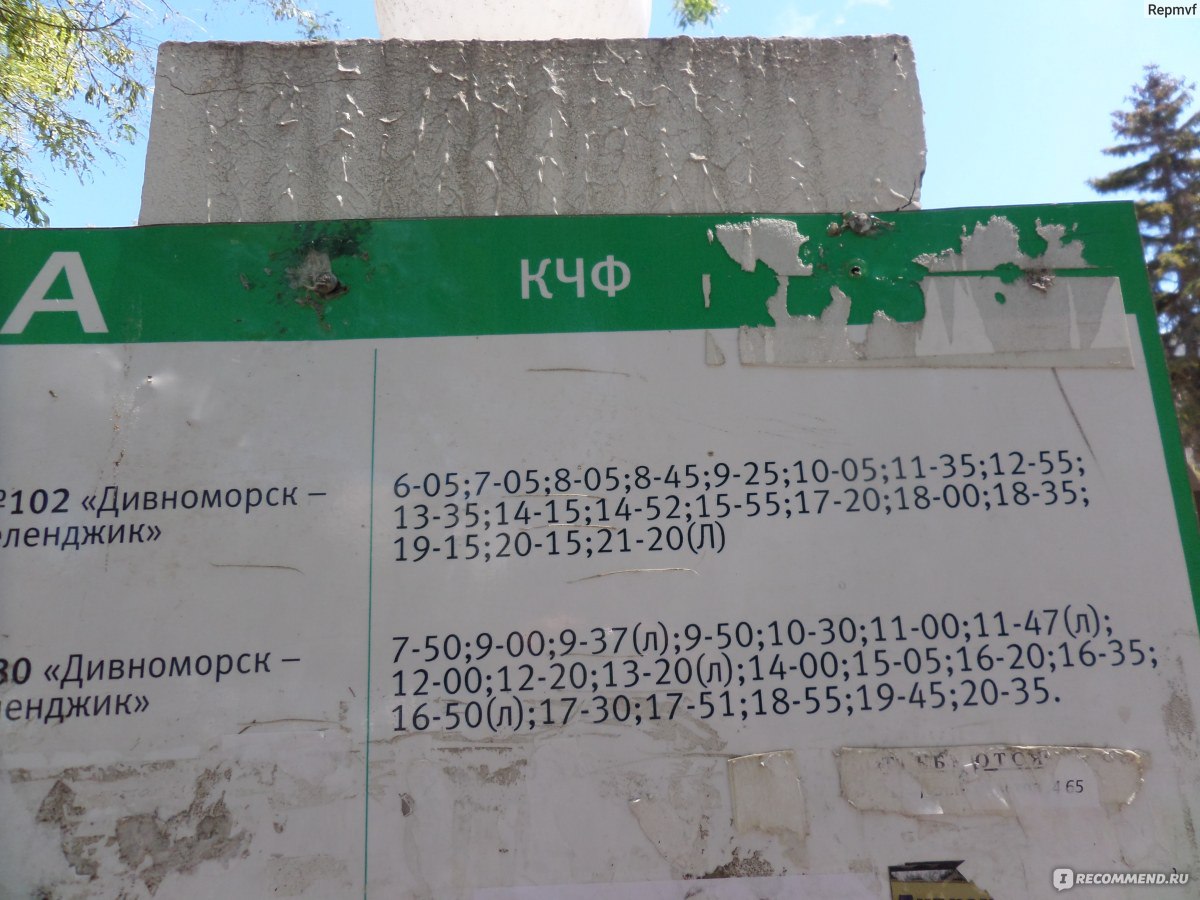 Repmvf
А КЧФ
№102 «Дивноморск –
еленджик»
6-05;7-05;8-05;8-45;9-25;10-05;11-35;12-55;
13-35;14-15;14-52;15-55;17-20;18-00;18-35;
19-15;20-15;21-20(Л)
30 «Дивноморск –
ленджик»
7-50;9-00;9-37(л);9-50;10-30;11-00;11-47(л);
12-00;12-20;13-20(л);14-00;15-05;16-20;16-35;
16-50(л);17-30;17-51;18-55;19-45;20-35.
465
IRECOMMEND.RU